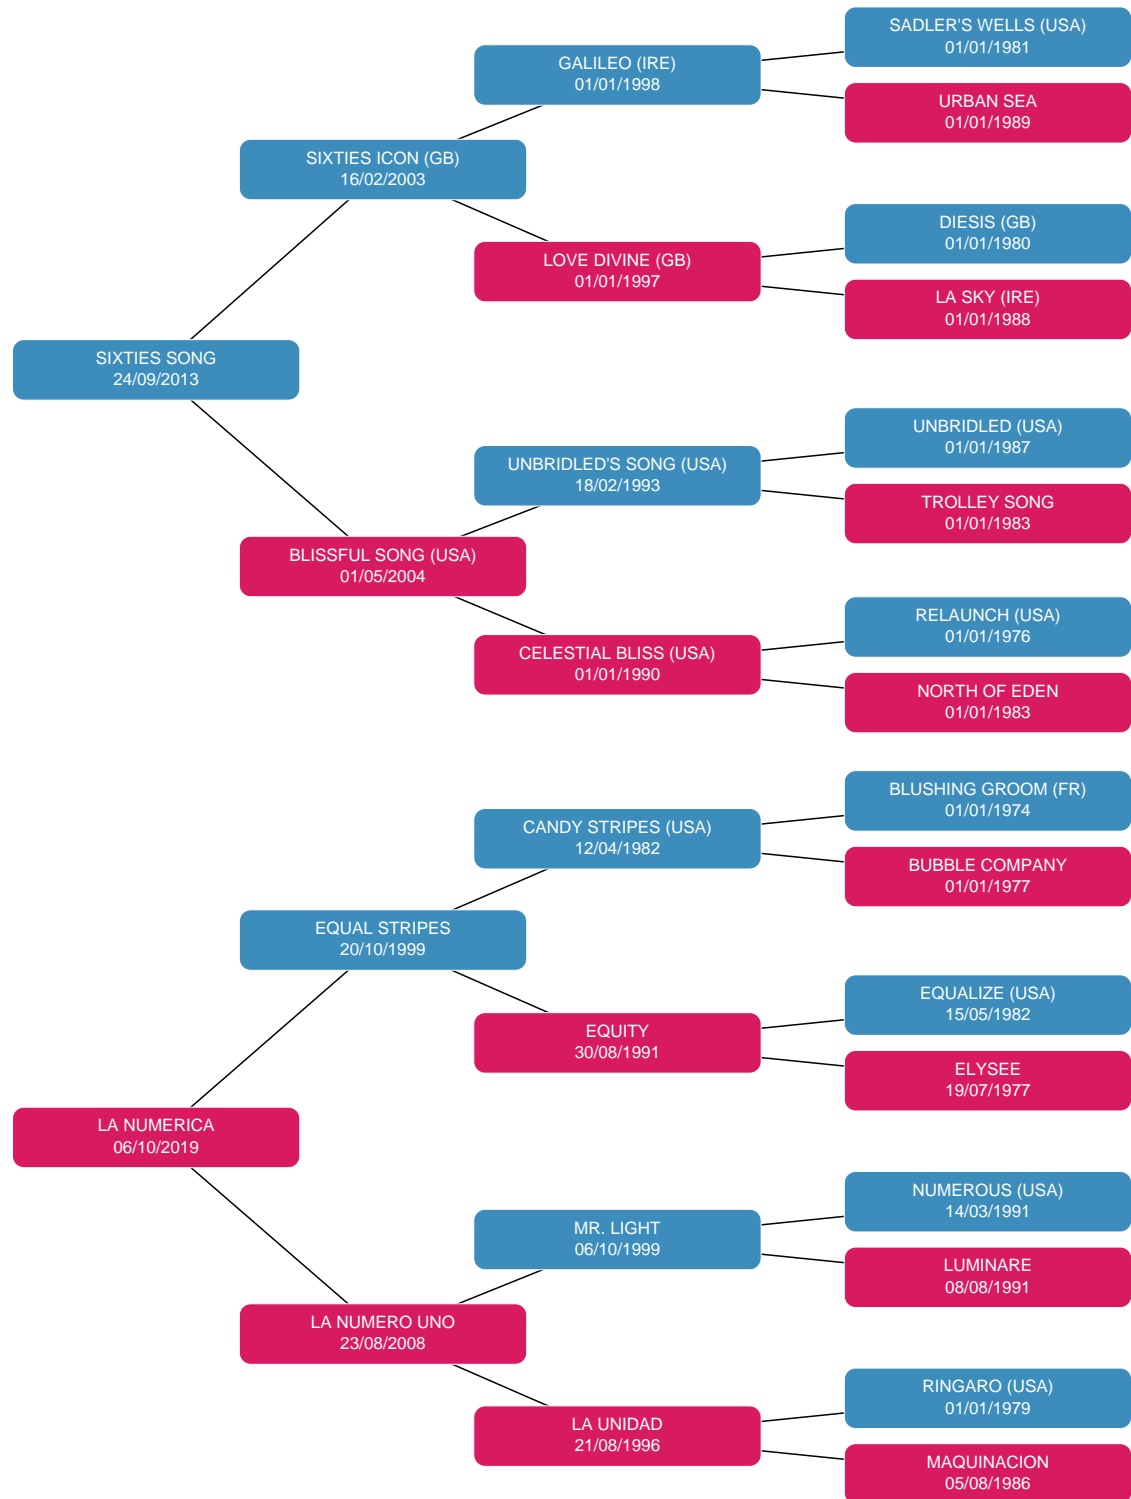 SADLER'S WELLS (USA)
01/01/1981
GALILEO (IRE)
01/01/1998
URBAN SEA
01/01/1989
SIXTIES ICON (GB)
16/02/2003
DIESIS (GB)
01/01/1980
LOVE DIVINE (GB)
01/01/1997
LA SKY (IRE)
01/01/1988
SIXTIES SONG
24/09/2013
UNBRIDLED (USA)
01/01/1987
UNBRIDLED'S SONG (USA)
18/02/1993
TROLLEY SONG
01/01/1983
BLISSFUL SONG (USA)
01/05/2004
RELAUNCH (USA)
01/01/1976
CELESTIAL BLISS (USA)
01/01/1990
NORTH OF EDEN
01/01/1983
BLUSHING GROOM (FR)
01/01/1974
CANDY STRIPES (USA)
12/04/1982
BUBBLE COMPANY
01/01/1977
EQUAL STRIPES
20/10/1999
EQUALIZE (USA)
15/05/1982
EQUITY
30/08/1991
ELYSEE
19/07/1977
LA NUMERICA
06/10/2019
NUMEROUS (USA)
14/03/1991
MR. LIGHT
06/10/1999
LUMINARE
08/08/1991
LA NUMERO UNO
23/08/2008
RINGARO (USA)
01/01/1979
LA UNIDAD
21/08/1996
MAQUINACION
05/08/1986